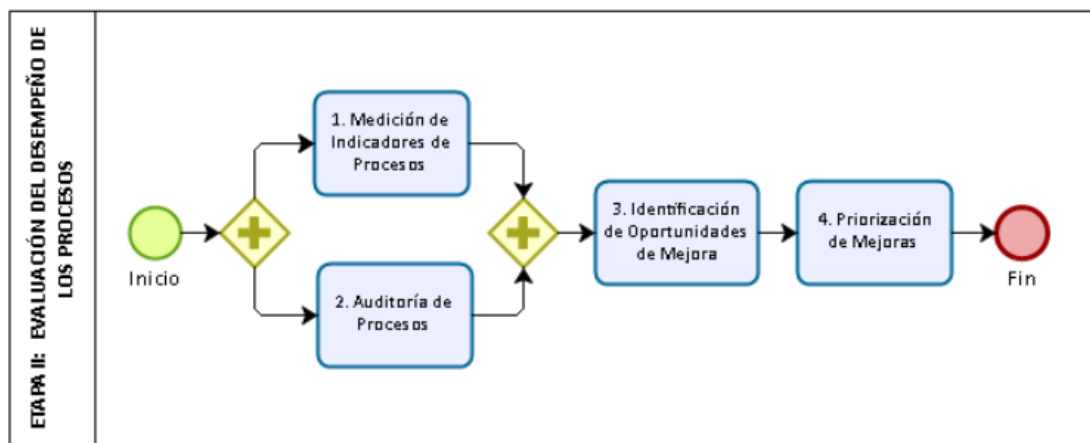 ETAPA II: EVALUACIÓN DEL DESEMPEÑO DE
LOS PROCESOS
Inicio
1. Medición de
Indicadores de
Procesos
2. Auditoría de
Procesos
3. Identificación
de Oportunidades
de Mejora
4. Priorización
de Mejoras
Fin